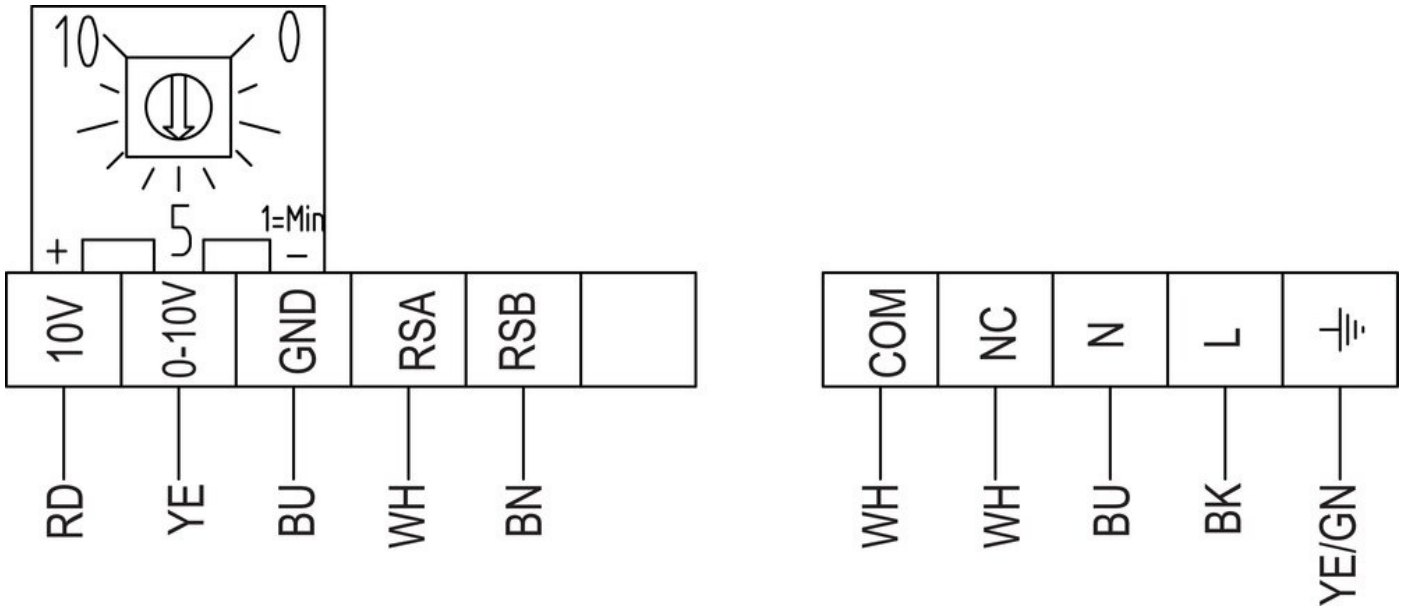 10 0
5 1=Min
+ −
10V 0-10V GND RSA RSB COM NC N L
RD YE BU WH BN WH WH BU BK YE/GN